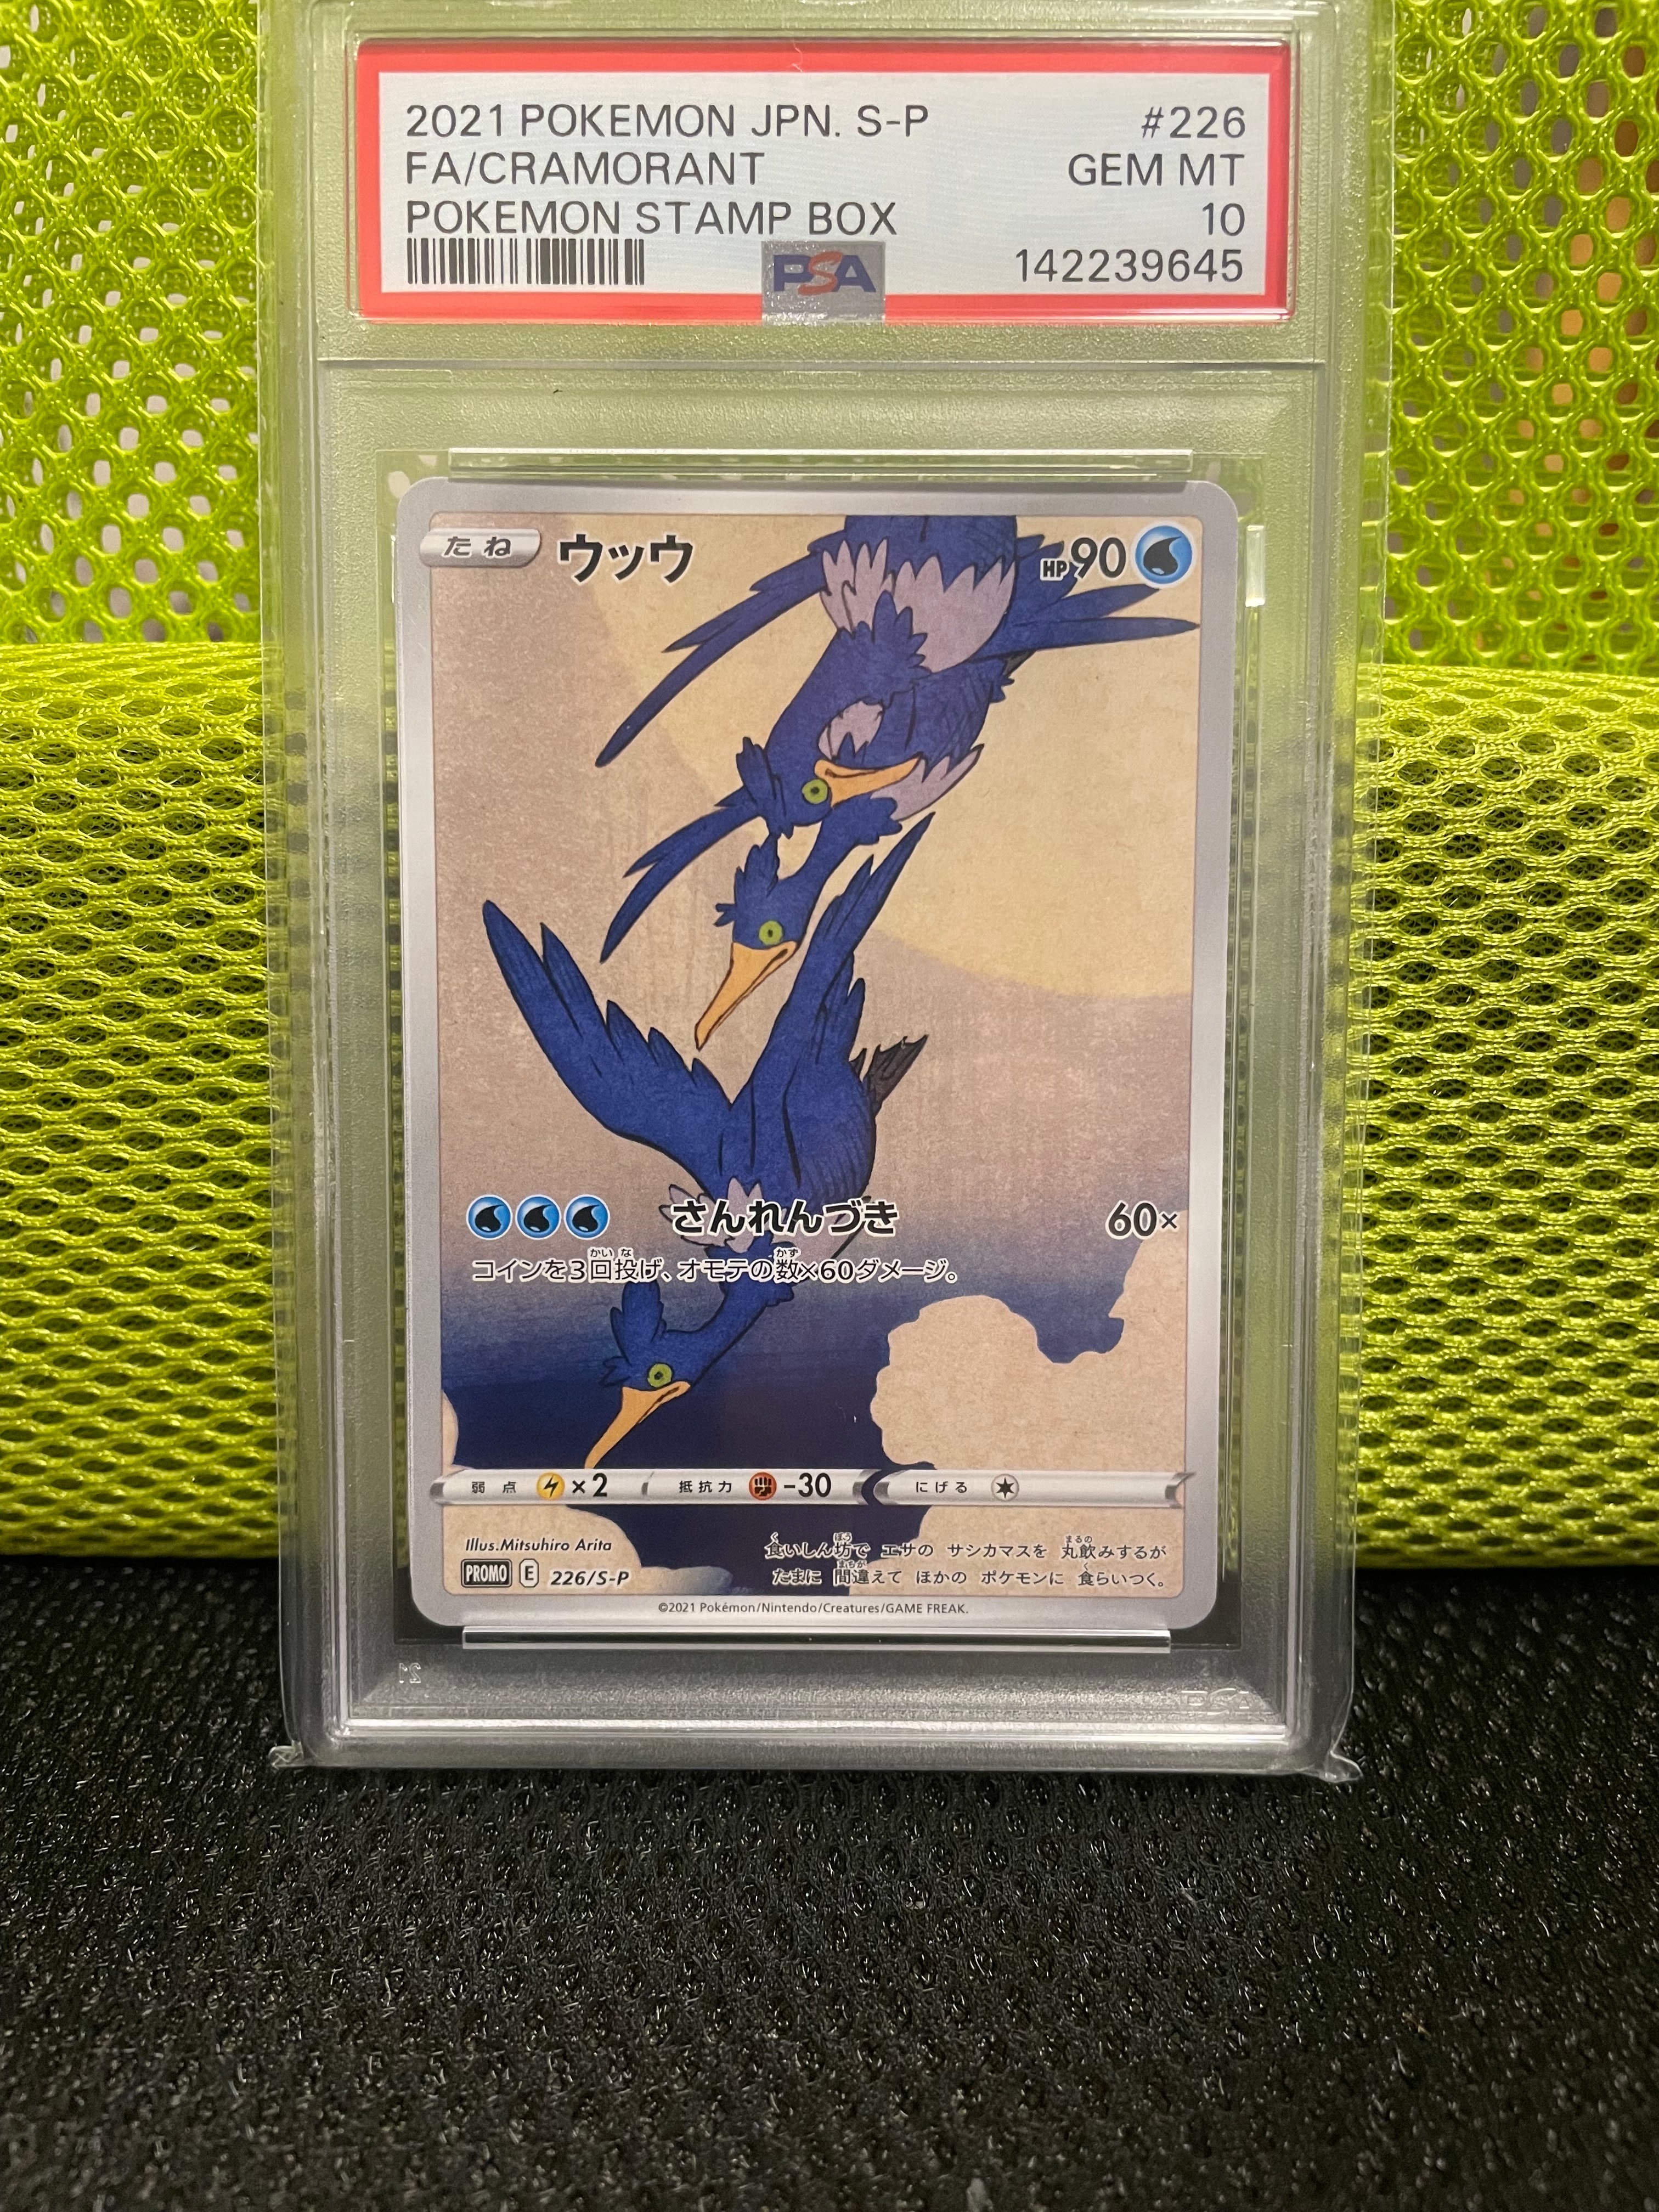 2021 POKEMON JPN. S-P #226
FA/CRAMORANT GEM MT
POKEMON STAMP BOX 10
PSA 142239645
たね ウッウ HP90
さんれんづき 60×
コインを3回投げ、オモテの数×60ダメージ。
弱点 ×2 抵抗力 -30 にげる
Illus.Mitsuhiro Arita
食いしん坊で エサの サシカマスを 丸飲みするが
たまに 間違えて ほかの ポケモンに 食らいつく。
PROMO E 226/S-P
©2021 Pokémon/Nintendo/Creatures/GAME FREAK.